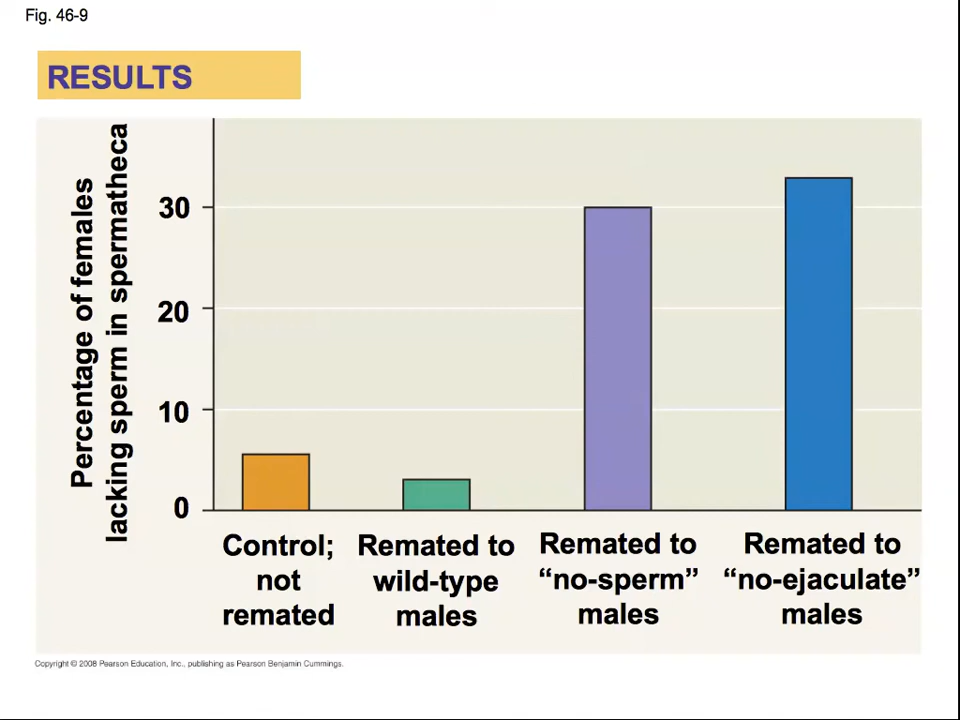 Fig. 46-9
RESULTS
Percentage of females
lacking sperm in spermatheca
30
20
10
0
Control;
not
remated
Remated to
wild-type
males
Remated to
“no-sperm”
males
Remated to
“no-ejaculate”
males
Copyright © 2008 Pearson Education, Inc., publishing as Pearson Benjamin Cummings.